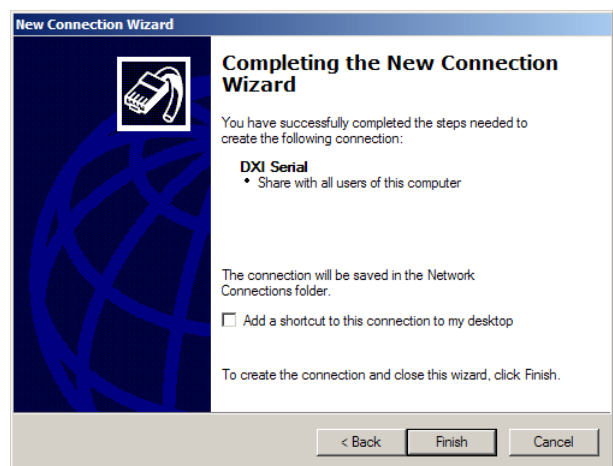 New Connection Wizard
Completing the New Connection
Wizard
You have successfully completed the steps needed to
create the following connection:
DXI Serial
• Share with all users of this computer
The connection will be saved in the Network
Connections folder.
Add a shortcut to this connection to my desktop
To create the connection and close this wizard, click Finish.
< Back Finish Cancel